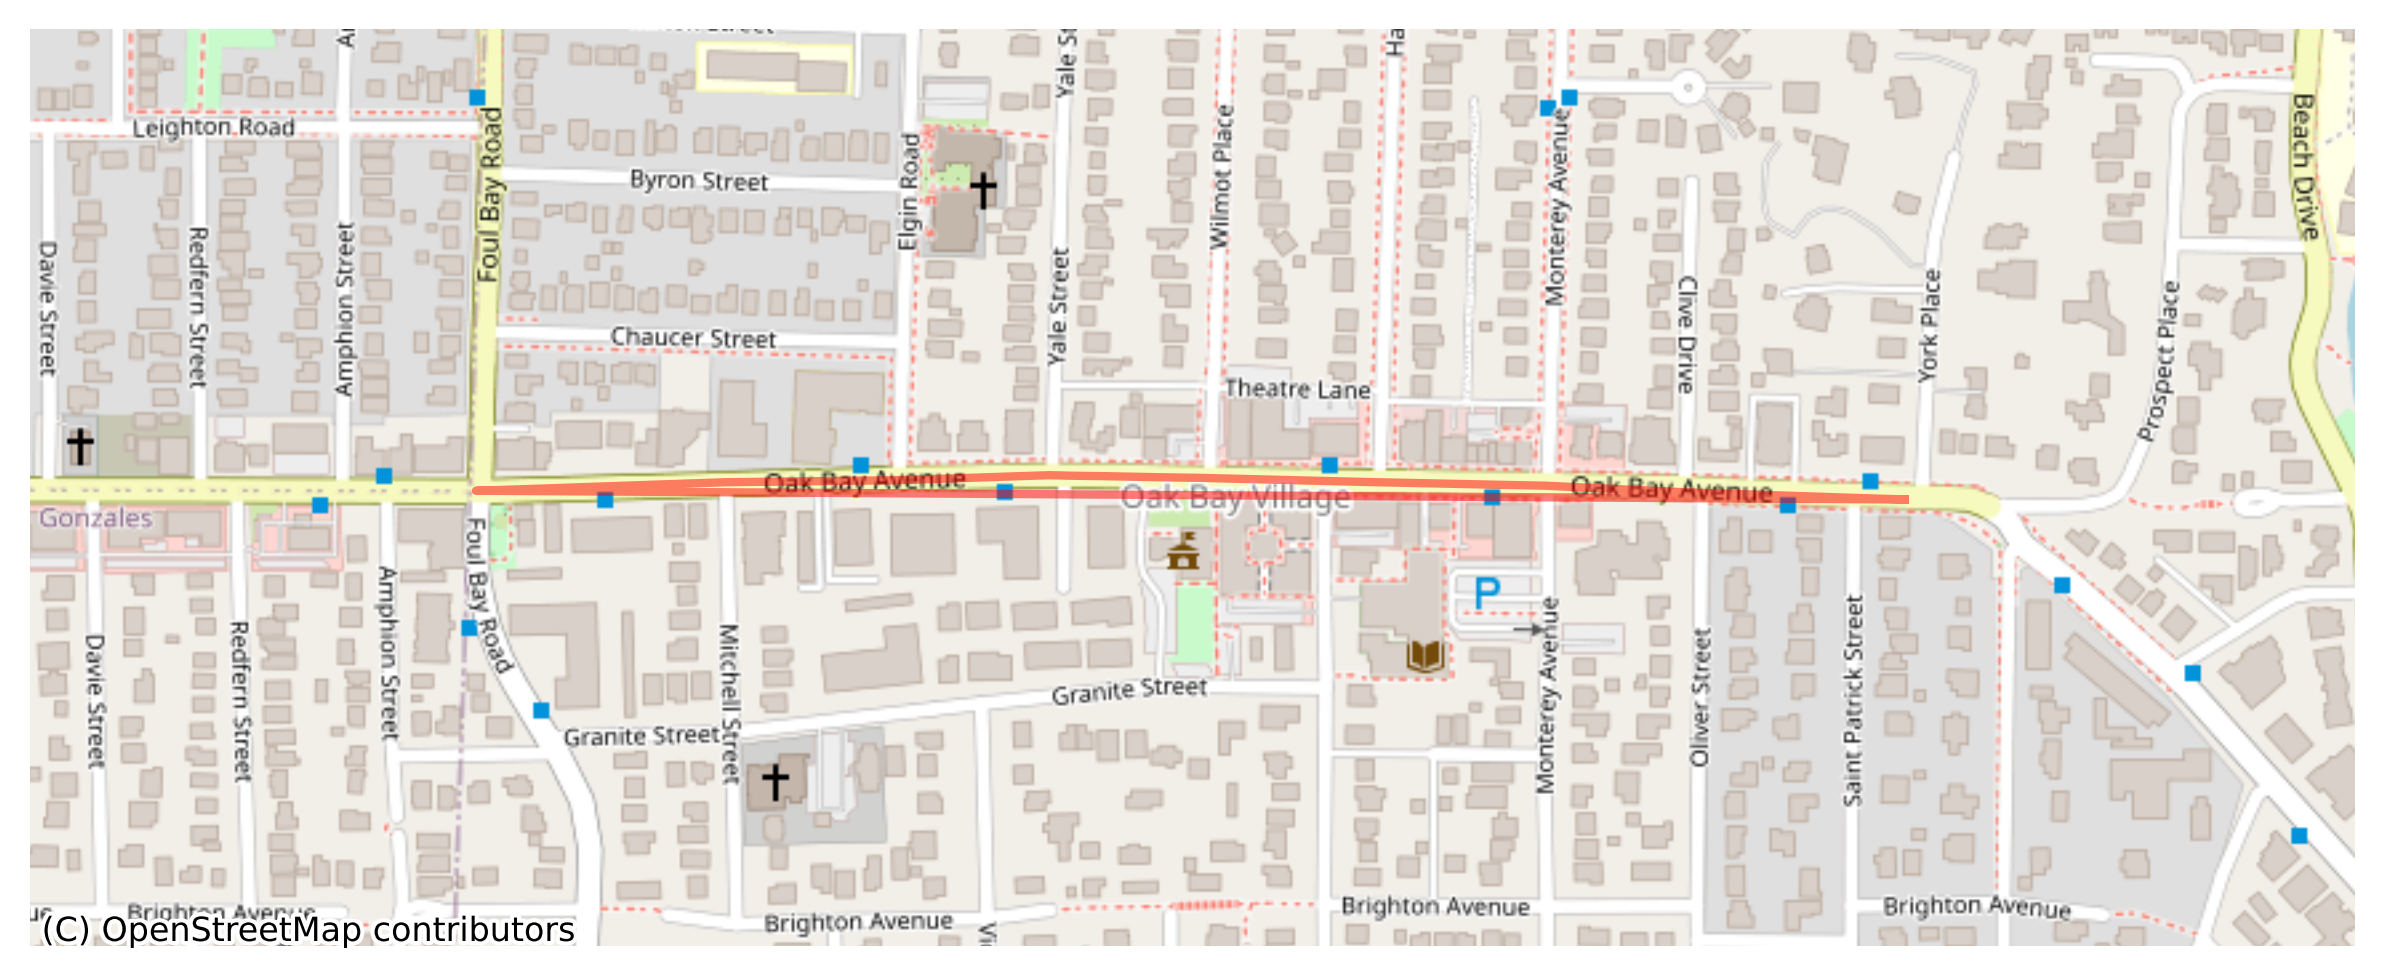 Leighton Road
Foul Bay Road
Byron Street
Elgin Road
Yale Street
Wilmot Place
Monterey Avenue
Beach Drive
Davie Street
Redfern Street
Amphion Street
Yale Street
Clive Drive
York Place
Prospect Place
Chaucer Street
Theatre Lane
Oak Bay Avenue
Oak Bay Village
Oak Bay Avenue
Gonzales
Foul Bay Road
Amphion Street
Davie Street
Redfern Street
Mitchell Street
P
Monterey Avenue
Oliver Street
Saint Patrick Street
Granite Street
Granite Street
Brighton Avenue
Brighton Avenue
Brighton Avenue
Brighton Avenue
(C) OpenStreetMap contributors